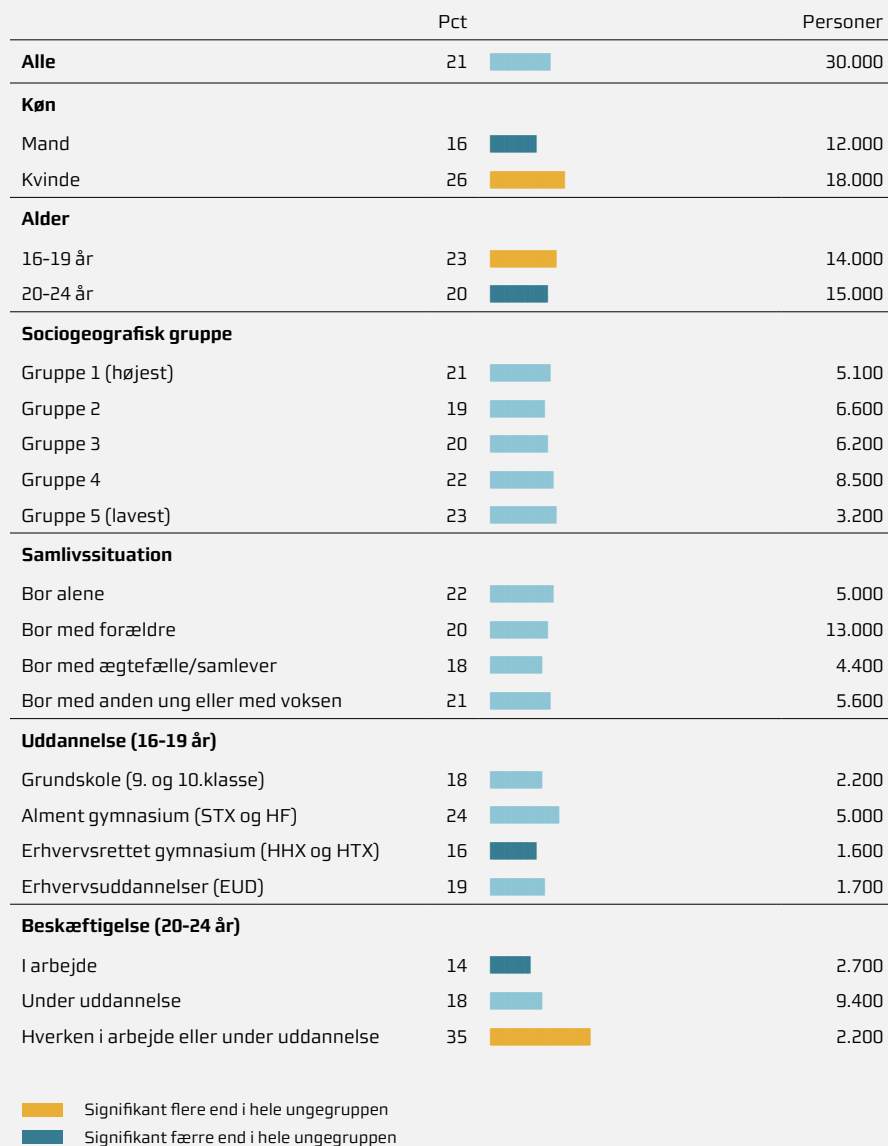 Pct Personer
Alle 21 30.000
Køn
Mand 16 12.000
Kvinde 26 18.000
Alder
16-19 år 23 14.000
20-24 år 20 15.000
Sociogeografisk gruppe
Gruppe 1 (højest) 21 5.100
Gruppe 2 19 6.600
Gruppe 3 20 6.200
Gruppe 4 22 8.500
Gruppe 5 (lavest) 23 3.200
Samlivssituation
Bor alene 22 5.000
Bor med forældre 20 13.000
Bor med ægtefælle/samlever 18 4.400
Bor med anden ung eller med voksen 21 5.600
Uddannelse (16-19 år)
Grundskole (9. og 10.klasse) 18 2.200
Alment gymnasium (STX og HF) 24 5.000
Erhvervsrettet gymnasium (HHX og HTX) 16 1.600
Erhvervsuddannelser (EUD) 19 1.700
Beskæftigelse (20-24 år)
I arbejde 14 2.700
Under uddannelse 18 9.400
Hverken i arbejde eller under uddannelse 35 2.200
Signifikant flere end i hele ungegruppen
Signifikant færre end i hele ungegruppen